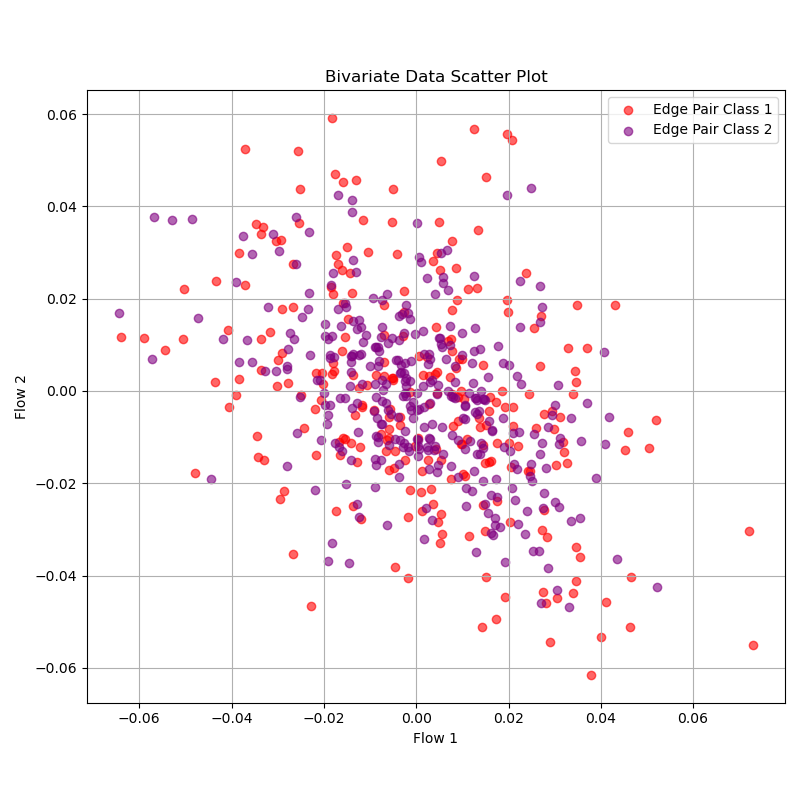 Bivariate Data Scatter Plot
Edge Pair Class 1
Edge Pair Class 2
0.06
0.04
0.02
0.00
−0.02
−0.04
−0.06
Flow 2
−0.06 −0.04 −0.02 0.00 0.02 0.04 0.06
Flow 1